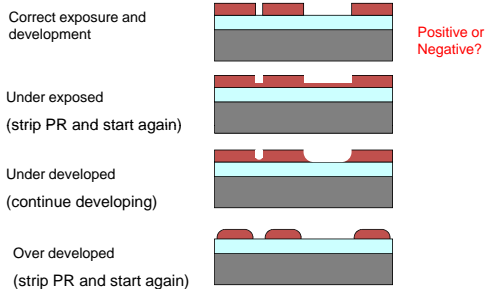 Correct exposure and
development
Positive or
Negative?
Under exposed
(strip PR and start again)
Under developed
(continue developing)
Over developed
(strip PR and start again)